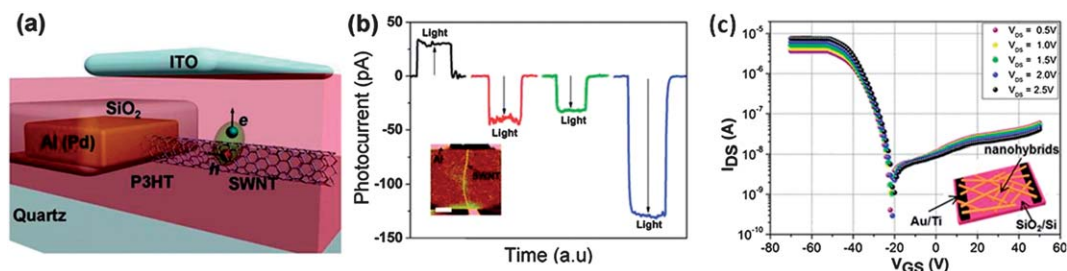 (a)
ITO
SiO2
Al (Pd)
e
h
P3HT
SWNT
Quartz
(b)
Photocurrent (pA)
50
0
-50
-100
-150
Light
Light
Light
Light
Al
SWNT
Time (a.u)
(c)
IDS (A)
10-5
10-6
10-7
10-8
10-9
10-10
VDS = 0.5V
VDS = 1.0V
VDS = 1.5V
VDS = 2.0V
VDS = 2.5V
nanohybrids
Au/Ti
SiO2/Si
-80 -60 -40 -20 0 20 40 60
VGS (V)